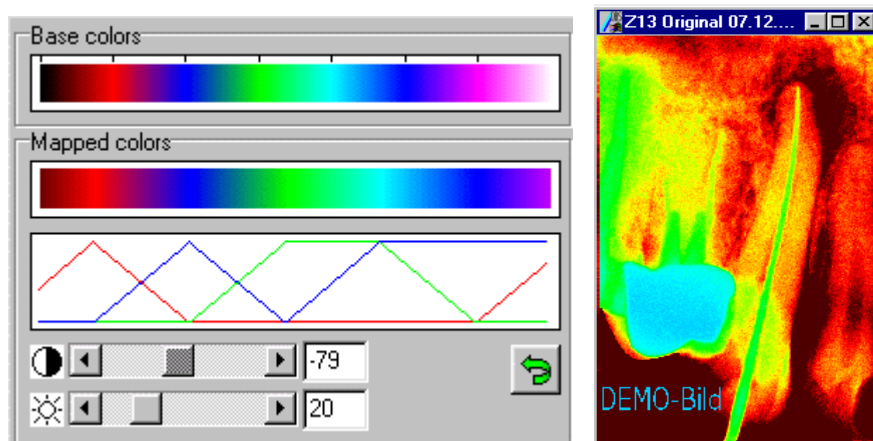 Base colors
Mapped colors
-79
20
Z13 Original 07.12....
DEMO-Bild